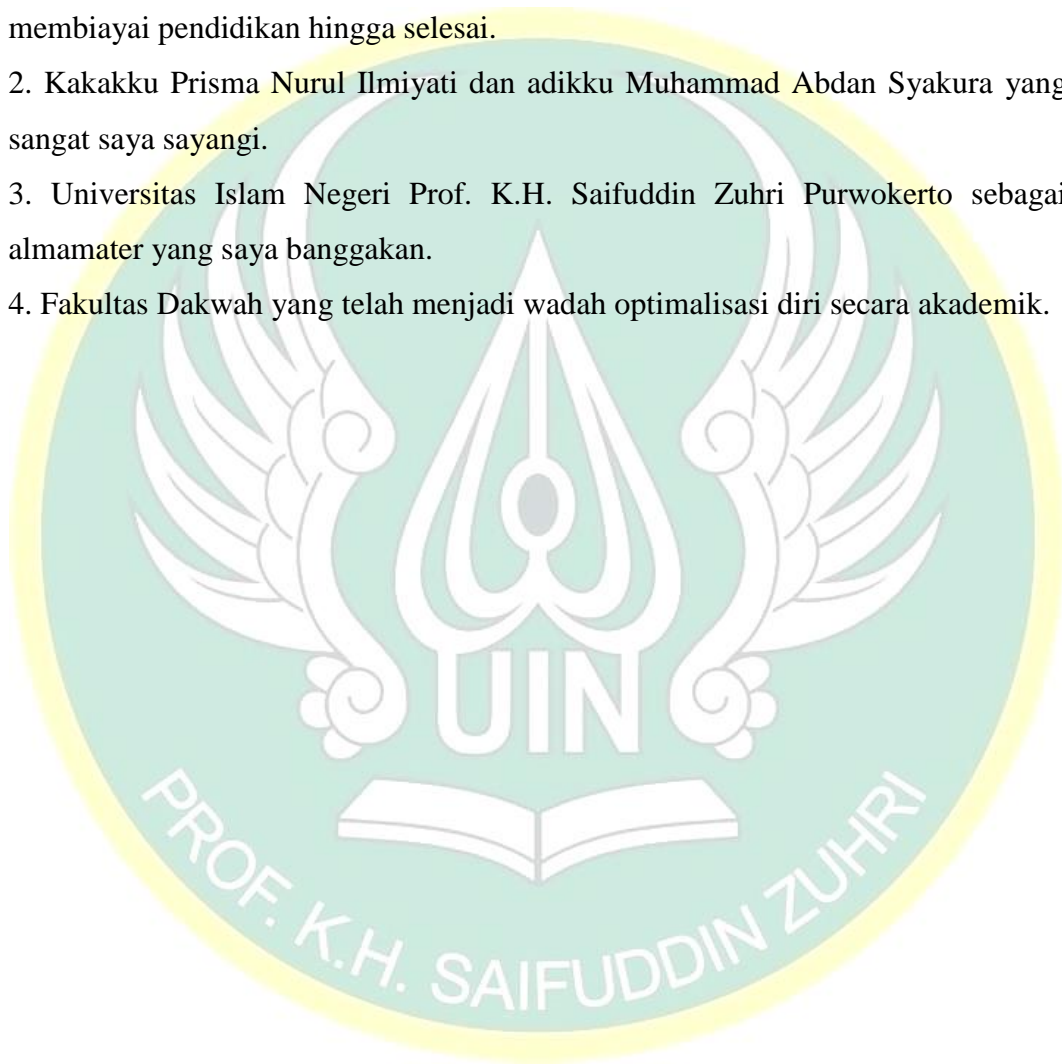 membiayai pendidikan hingga selesai.
2. Kakakku Prisma Nurul Ilmiyati dan adikku Muhammad Abdan Syakura yang
sangat saya sayangi.
3. Universitas Islam Negeri Prof. K.H. Saifuddin Zuhri Purwokerto sebagai
almamater yang saya banggakan.
4. Fakultas Dakwah yang telah menjadi wadah optimalisasi diri secara akademik.
UIN
PROF. K.H. SAIFUDDIN ZUHRI